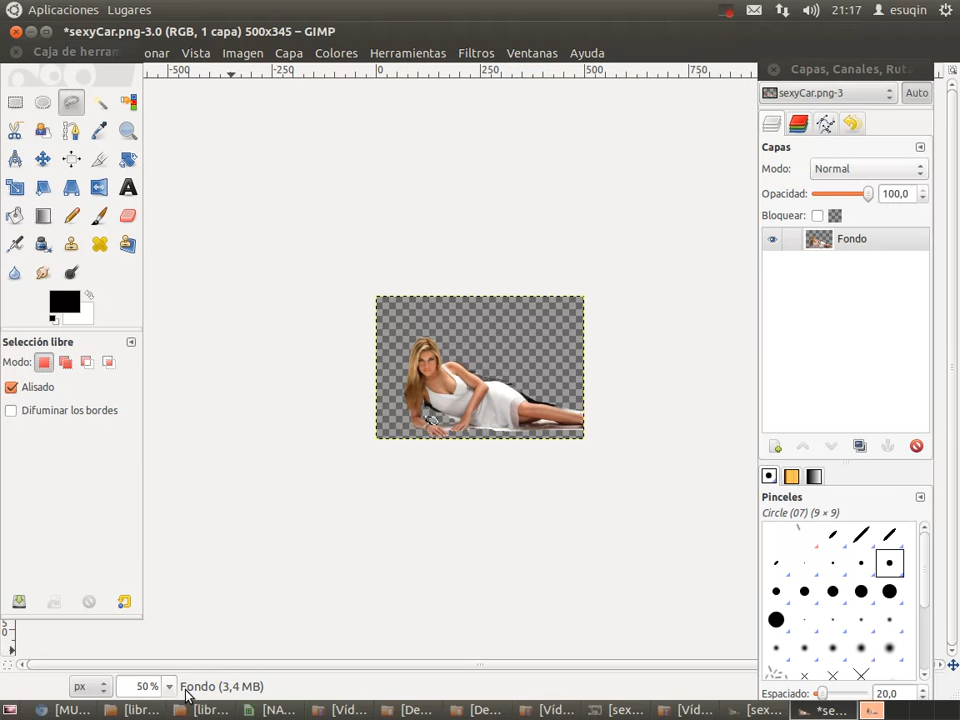 Aplicaciones Lugares 21:17 esuqin
*sexyCar.png-3.0 (RGB, 1 capa) 500x345 – GIMP
Caja de herram onar Vista Imagen Capa Colores Herramientas Filtros Ventanas Ayuda
Capas, Canales, Ruta
-500 -250 0 250 500 750
sexyCar.png-3 Auto
Capas
Modo: Normal
Opacidad: 100,0
Bloquear:
Fondo
Selección libre
Modo:
Alisado
Difuminar los bordes
Pinceles
Circle (07) (9 × 9)
px 50 % Fondo (3,4 MB)
Espaciado: 20,0
[MU... [libr... [libr... [NA... [Víd... [De... [De... [Víd... [sex... [Víd... [sex... *se...